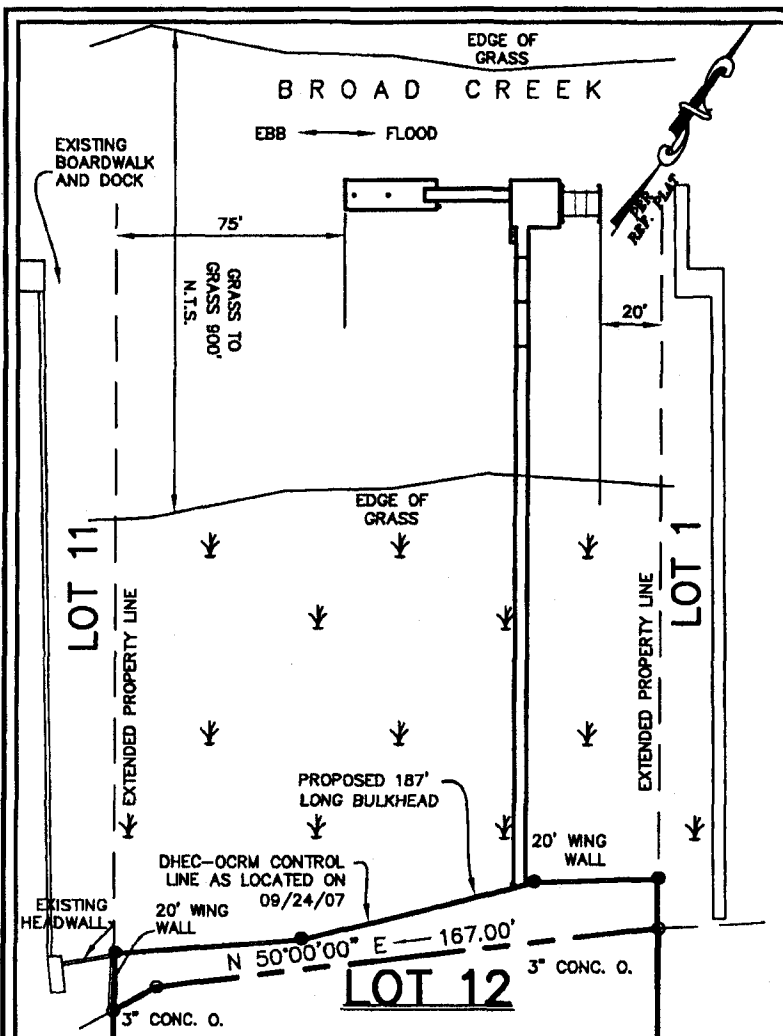 EDGE OF
GRASS
BROAD CREEK
EBB
FLOOD
EXISTING
BOARDWALK
AND DOCK
PER
REF. PLAT
75'
GRASS TO
GRASS 900'
N.T.S.
20'
EDGE OF
GRASS
LOT 11
LOT 1
EXTENDED PROPERTY LINE
EXTENDED PROPERTY LINE
PROPOSED 187'
LONG BULKHEAD
20' WING
WALL
DHEC-OCRM CONTROL
LINE AS LOCATED ON
09/24/07
EXISTING
HEADWALL
20' WING
WALL
N 50°00'00" E 167.00'
3" CONC. O.
LOT 12
3" CONC. O.